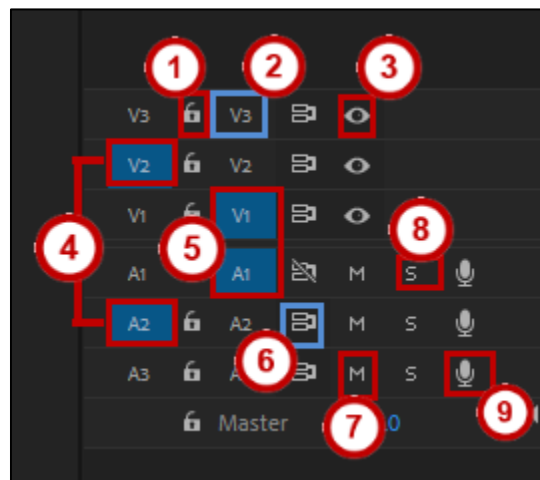 1 2 3
V3 V3
V2 V2
4 V1 5 V1 8
A1 A1 M S
A2 A2 M S
A3 6 M S
Master 7 0 9